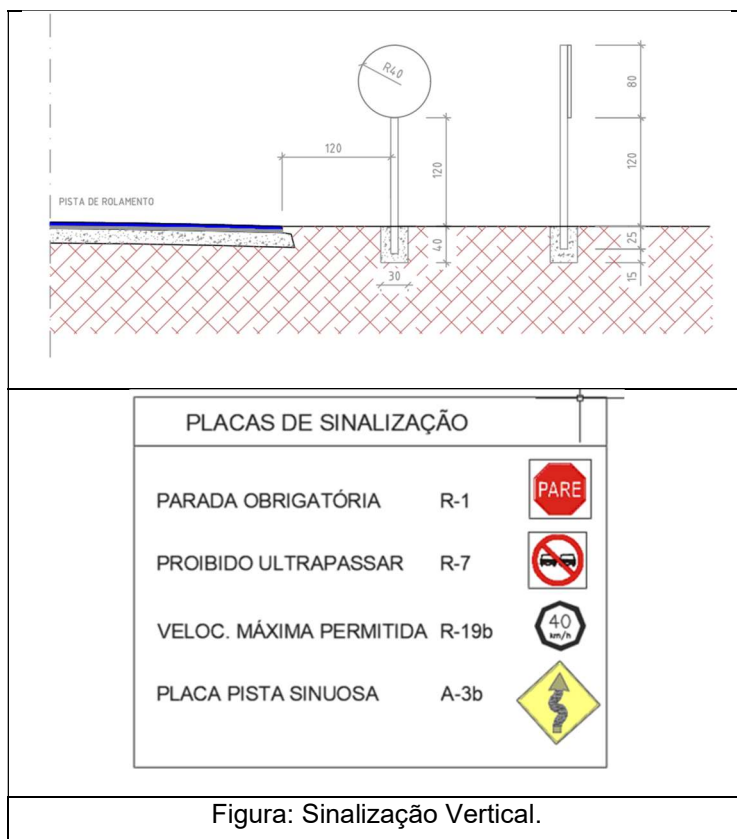 R40
120
120
40
30
80
120
25
15
PISTA DE ROLAMENTO
PLACAS DE SINALIZAÇÃO
PARADA OBRIGATÓRIA R-1 PARE
PROIBIDO ULTRAPASSAR R-7
VELOC. MÁXIMA PERMITIDA R-19b 40 km/h
PLACA PISTA SINUOSA A-3b
Figura: Sinalização Vertical.